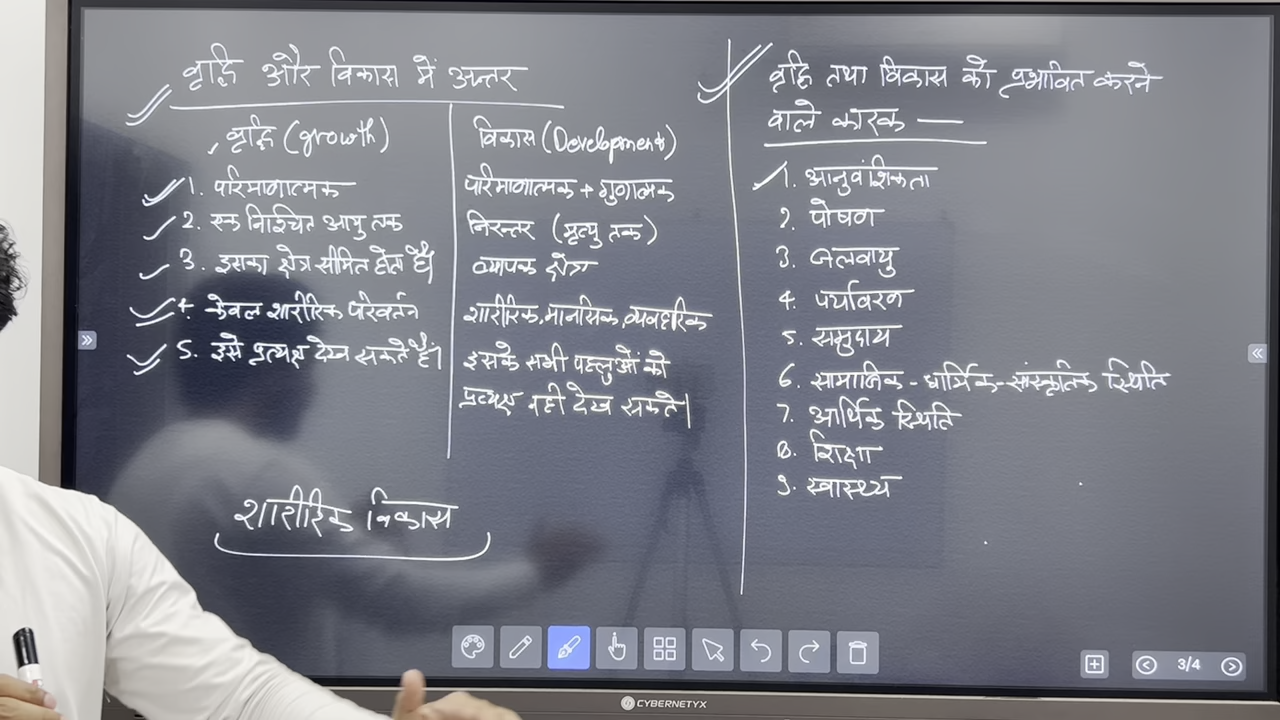 वृद्धि और विकास में अन्तर
वृद्धि (growth)
1. परिमाणात्मक
2. एक निश्चित आयु तक
3. इसका क्षेत्र सीमित होता है।
4. केवल शारीरिक परिवर्तन
5. इसे प्रत्यक्ष देख सकते हैं।
विकास (Development)
परिमाणात्मक + गुणात्मक
निरन्तर (मृत्यु तक)
व्यापक क्षेत्र
शारीरिक, मानसिक, व्यवहारिक
इसके सभी पहलुओं को
प्रत्यक्ष नही देख सकते।
शारीरिक विकास
वृद्धि तथा विकास को प्रभावित करने
वाले कारक —
1. आनुवंशिकता
2. पोषण
3. जलवायु
4. पर्यावरण
5. समुदाय
6. सामाजिक - धार्मिक - सांस्कृतिक स्थिति
7. आर्थिक स्थिति
8. शिक्षा
9. स्वास्थ्य
3/4
CYBERNETYX